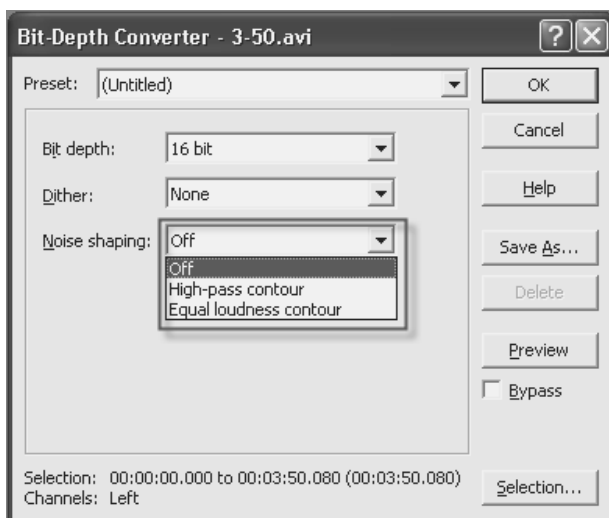 Bit-Depth Converter - 3-50.avi
Preset: (Untitled)
OK
Cancel
Help
Save As...
Delete
Preview
Bypass
Selection...
Bit depth: 16 bit
Dither: None
Noise shaping: Off
Off
High-pass contour
Equal loudness contour
Selection: 00:00:00.000 to 00:03:50.080 (00:03:50.080)
Channels: Left